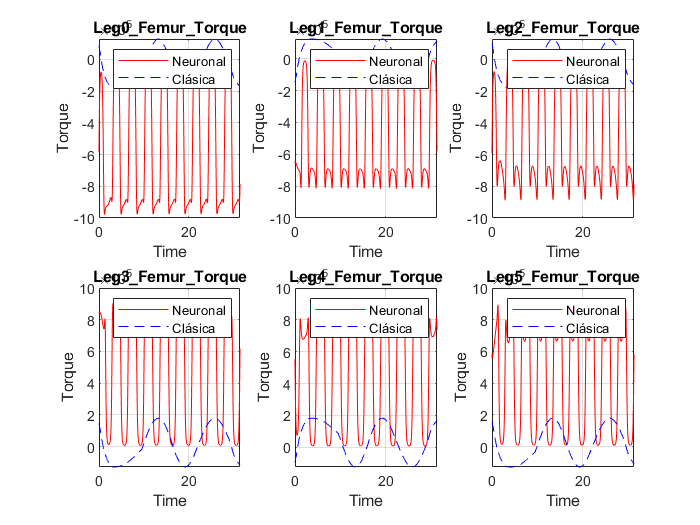 Leg0_Femur_Torque
Neuronal
Clásica
0
-2
-4
-6
-8
-10
Torque
0
20
Time
Leg1_Femur_Torque
Neuronal
Clásica
0
-2
-4
-6
-8
-10
Torque
0
20
Time
Leg2_Femur_Torque
Neuronal
Clásica
0
-2
-4
-6
-8
-10
Torque
0
20
Time
Leg3_Femur_Torque
Neuronal
Clásica
10
8
6
4
2
0
Torque
0
20
Time
Leg4_Femur_Torque
Neuronal
Clásica
10
8
6
4
2
0
Torque
0
20
Time
Leg5_Femur_Torque
Neuronal
Clásica
10
8
6
4
2
0
Torque
0
20
Time